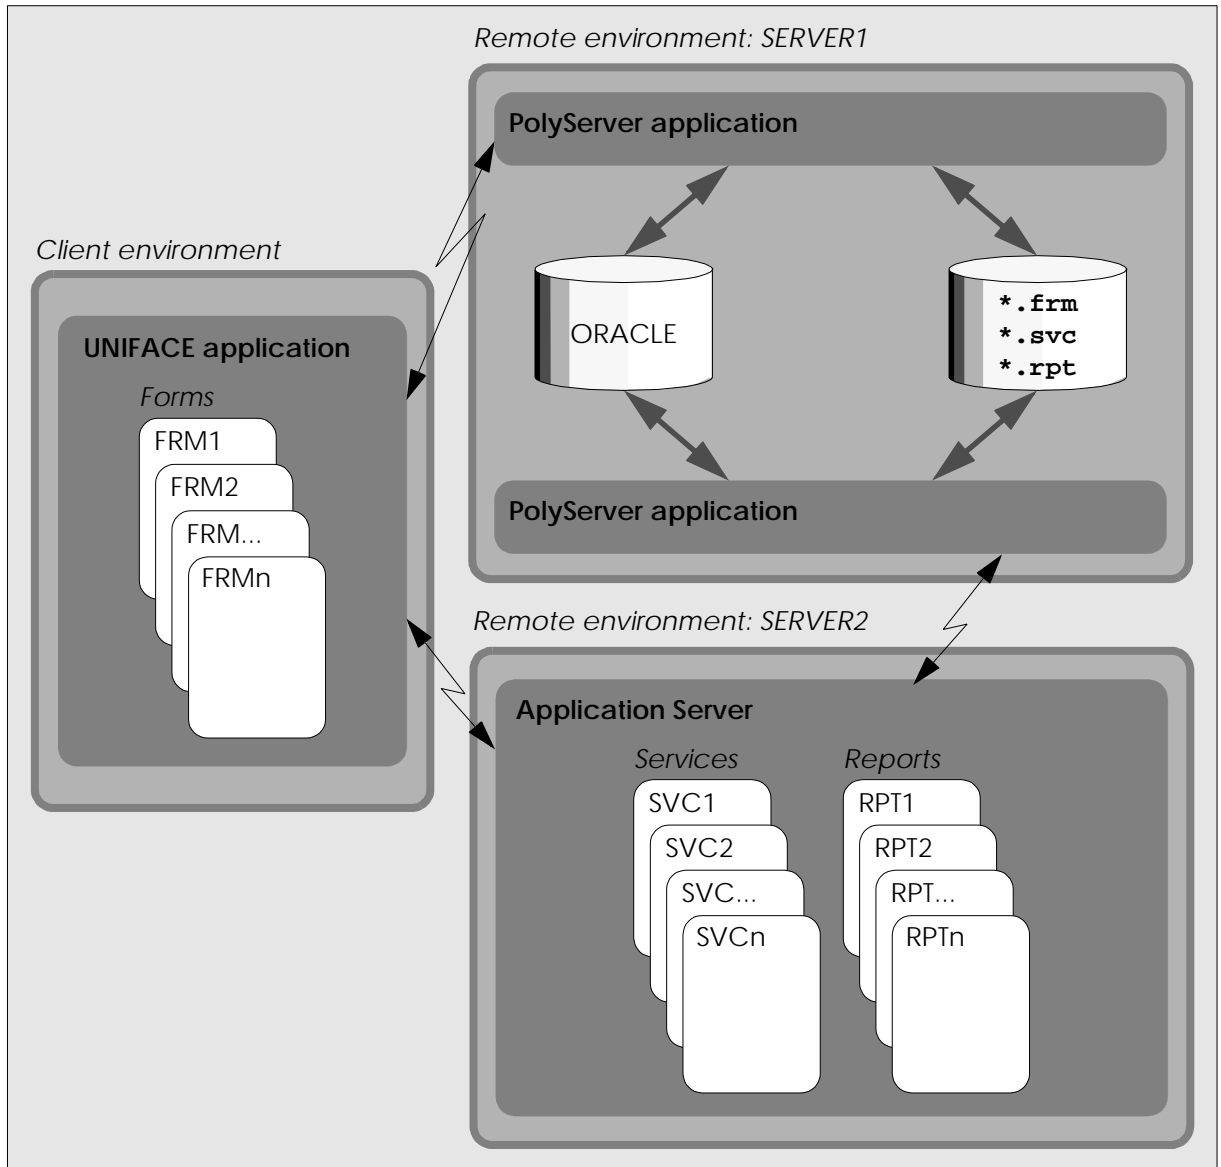 Remote environment: SERVER1
PolyServer application
Client environment
UNIFACE application
Forms
FRM1
FRM2
FRM...
FRMn
ORACLE
*.frm
*.svc
*.rpt
PolyServer application
Remote environment: SERVER2
Application Server
Services
SVC1
SVC2
SVC...
SVCn
Reports
RPT1
RPT2
RPT...
RPTn